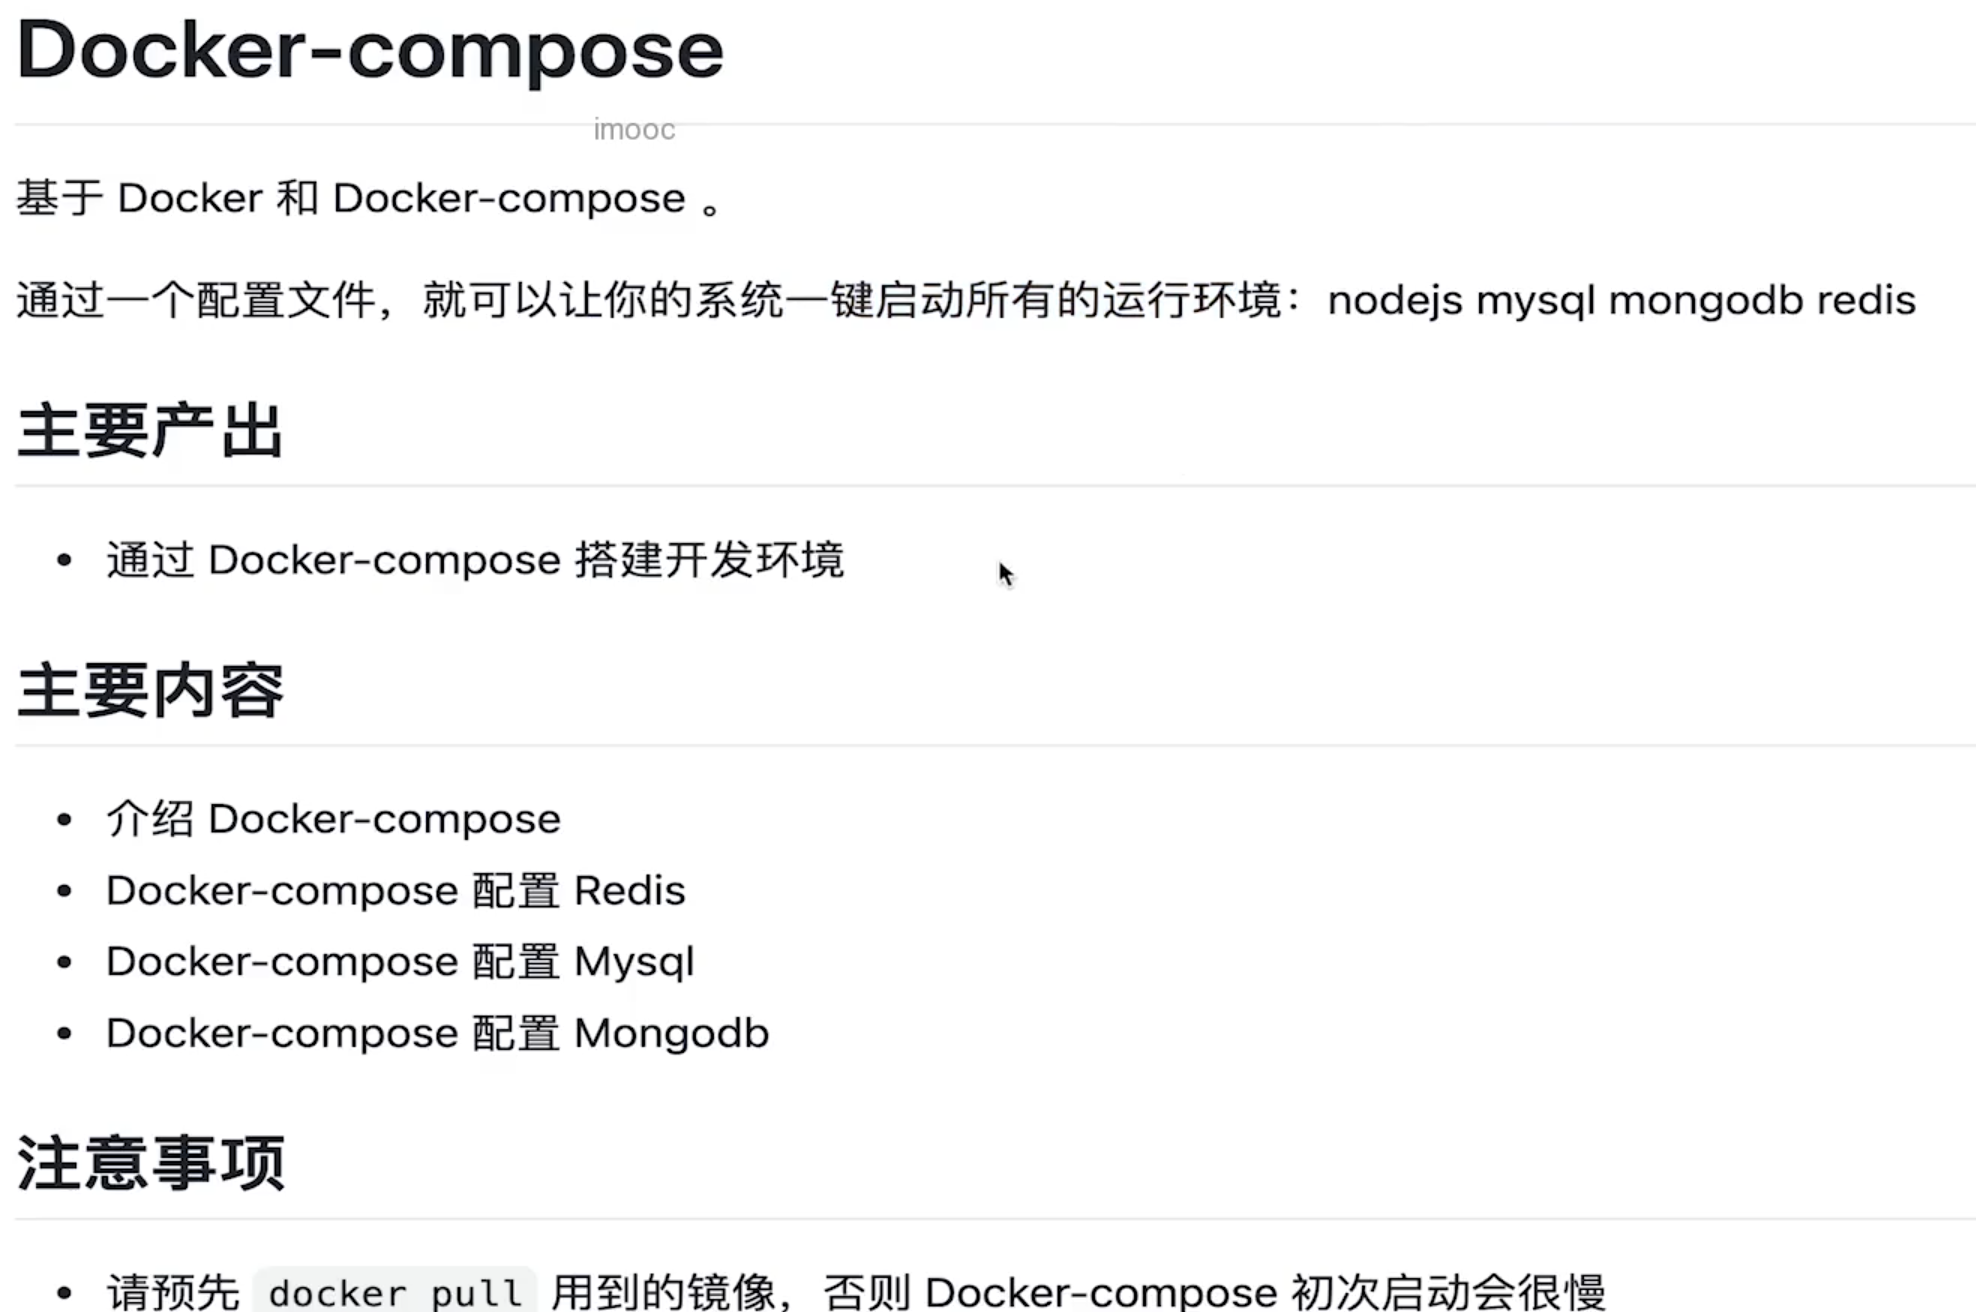 Docker-compose
imooc
基于 Docker 和 Docker-compose 。
通过一个配置文件，就可以让你的系统一键启动所有的运行环境：nodejs mysql mongodb redis
主要产出
• 通过 Docker-compose 搭建开发环境
主要内容
• 介绍 Docker-compose
• Docker-compose 配置 Redis
• Docker-compose 配置 Mysql
• Docker-compose 配置 Mongodb
注意事项
• 请预先 docker pull 用到的镜像，否则 Docker-compose 初次启动会很慢